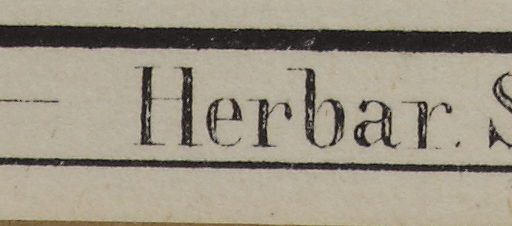 — Herbar. S